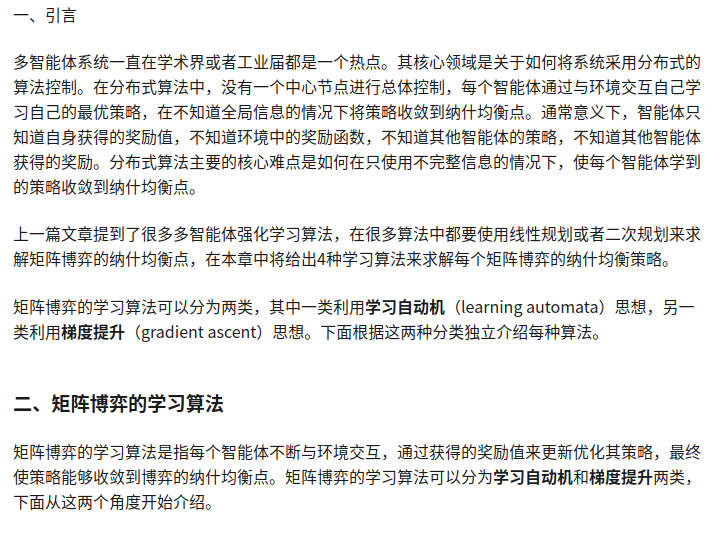 一、引言
多智能体系统一直在学术界或者工业届都是一个热点。其核心领域是关于如何将系统采用分布式的
算法控制。在分布式算法中，没有一个中心节点进行总体控制，每个智能体通过与环境交互自己学
习自己的最优策略，在不知道全局信息的情况下将策略收敛到纳什均衡点。通常意义下，智能体只
知道自身获得的奖励值，不知道环境中的奖励函数，不知道其他智能体的策略，不知道其他智能体
获得的奖励。分布式算法主要的核心难点是如何在只使用不完整信息的情况下，使每个智能体学到
的策略收敛到纳什均衡点。
上一篇文章提到了很多多智能体强化学习算法，在很多算法中都要使用线性规划或者二次规划来求
解矩阵博弈的纳什均衡点，在本章中将给出4种学习算法来求解每个矩阵博弈的纳什均衡策略。
矩阵博弈的学习算法可以分为两类，其中一类利用学习自动机（learning automata）思想，另一
类利用梯度提升（gradient ascent）思想。下面根据这两种分类独立介绍每种算法。
二、矩阵博弈的学习算法
矩阵博弈的学习算法是指每个智能体不断与环境交互，通过获得的奖励值来更新优化其策略，最终
使策略能够收敛到博弈的纳什均衡点。矩阵博弈的学习算法可以分为学习自动机和梯度提升两类，
下面从这两个角度开始介绍。